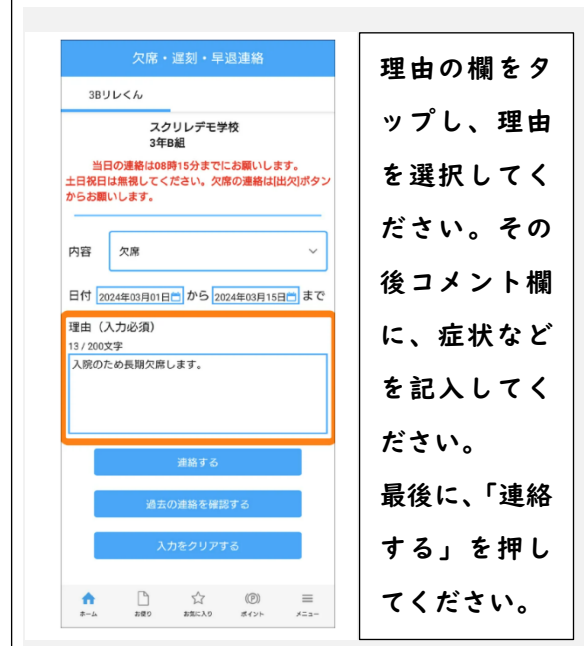 欠席・遅刻・早退連絡
3Bリレくん
スクリレデモ学校
3年B組
当日の連絡は08時15分までにお願いします。
土日祝日は無視してください。欠席の連絡は[出欠]ボタン
からお願いします。
内容 欠席
日付 2024年03月01日 から 2024年03月15日 まで
理由（入力必須）
13 / 200文字
入院のため長期欠席します。
連絡する
過去の連絡を確認する
入力をクリアする
ホーム お便り お気に入り ポイント メニュー
理由の欄をタ
ップし、理由
を選択してく
ださい。その
後コメント欄
に、症状など
を記入してく
ださい。
最後に、「連絡
する」を押し
てください。